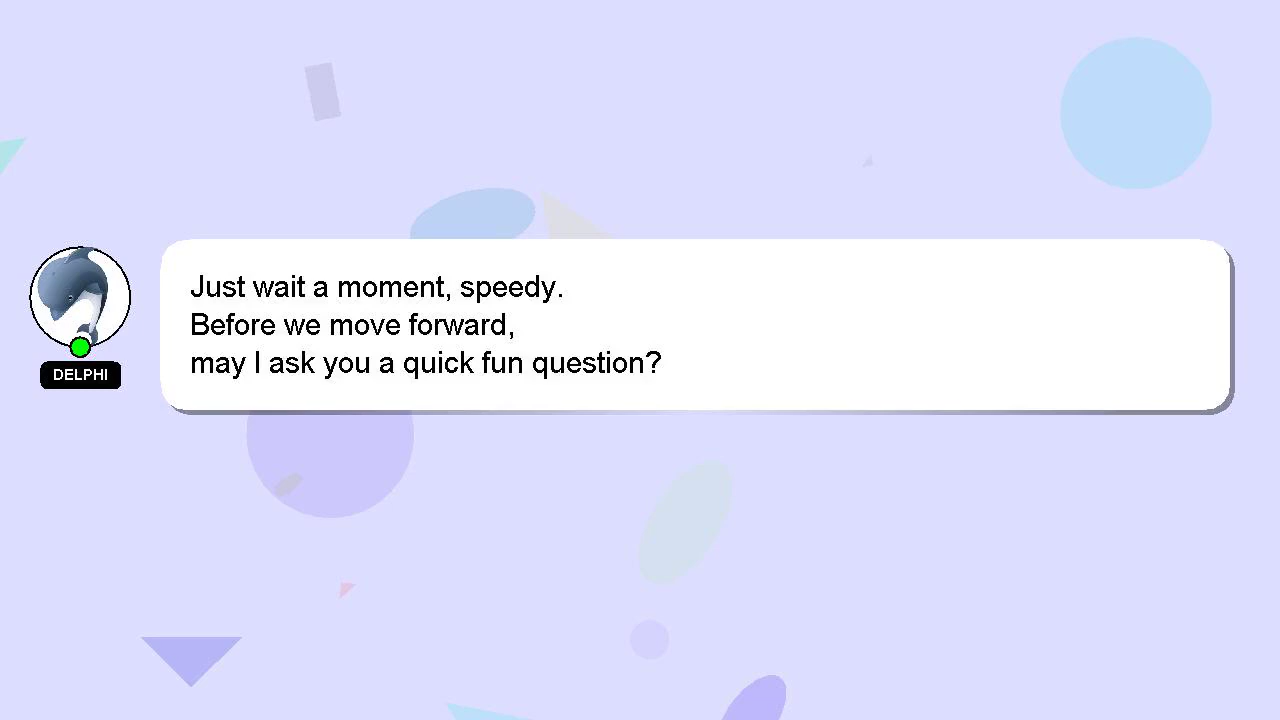 Just wait a moment, speedy.
Before we move forward,
may I ask you a quick fun question?
DELPHI